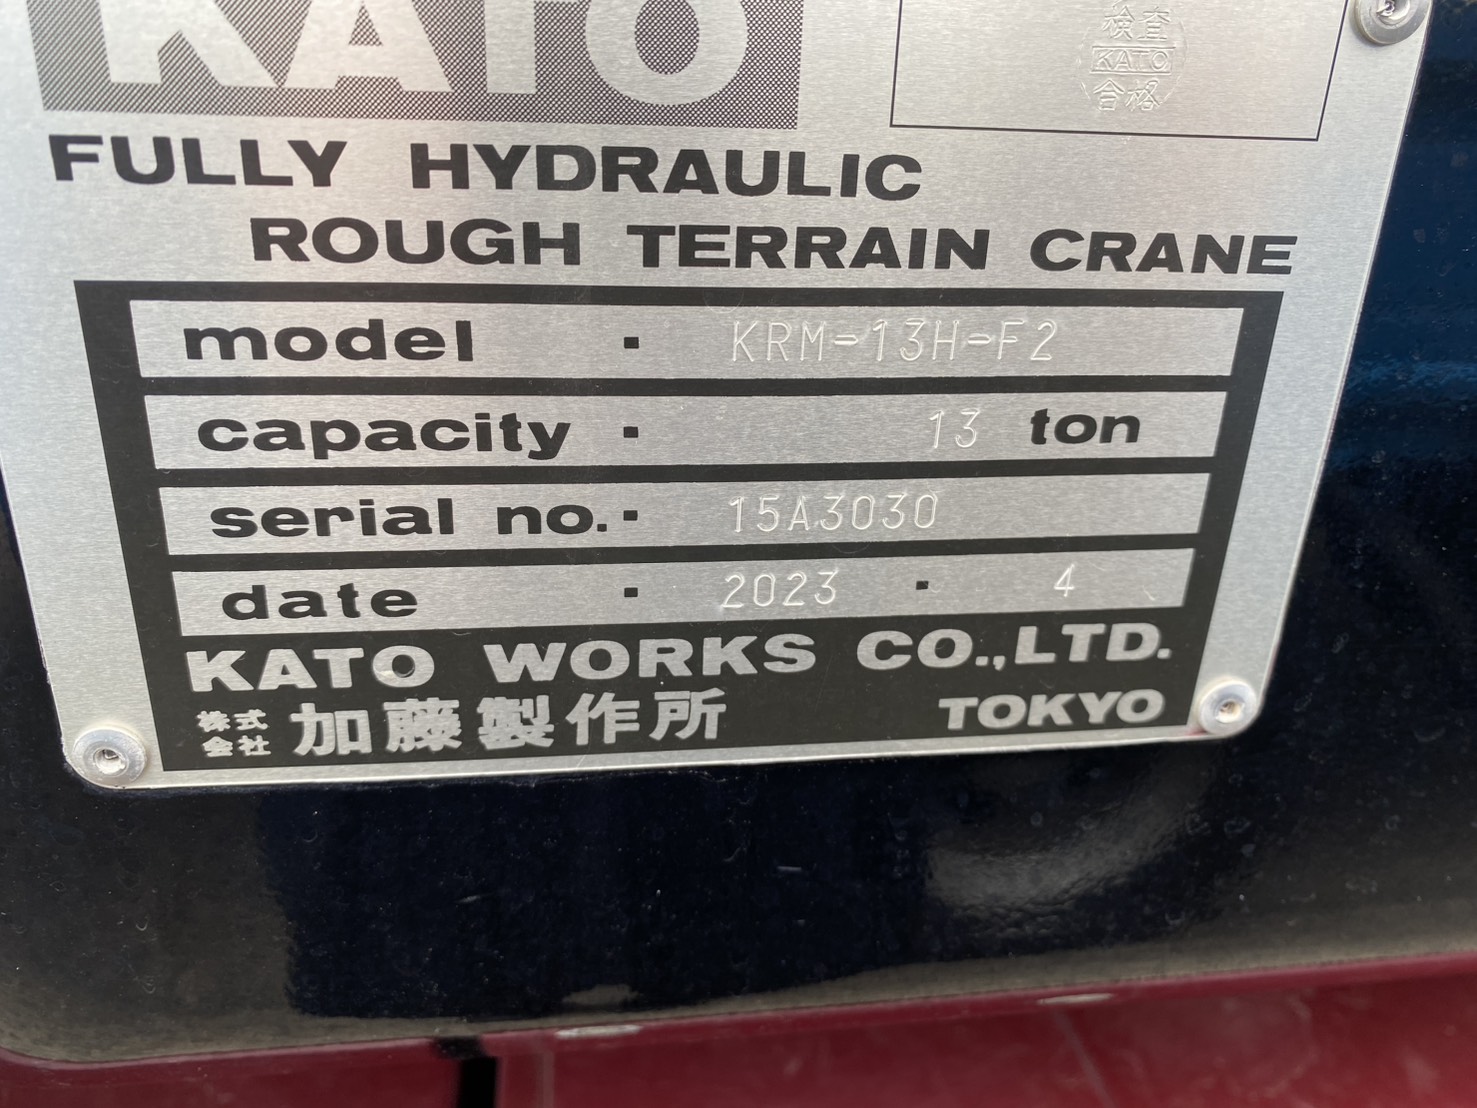 KATO
検査
KATO
合格
FULLY HYDRAULIC
ROUGH TERRAIN CRANE
model · KRM-13H-F2
capacity · 13 ton
serial no. · 15A3030
date · 2023 · 4
KATO WORKS CO.,LTD.
株式会社 加藤製作所 TOKYO